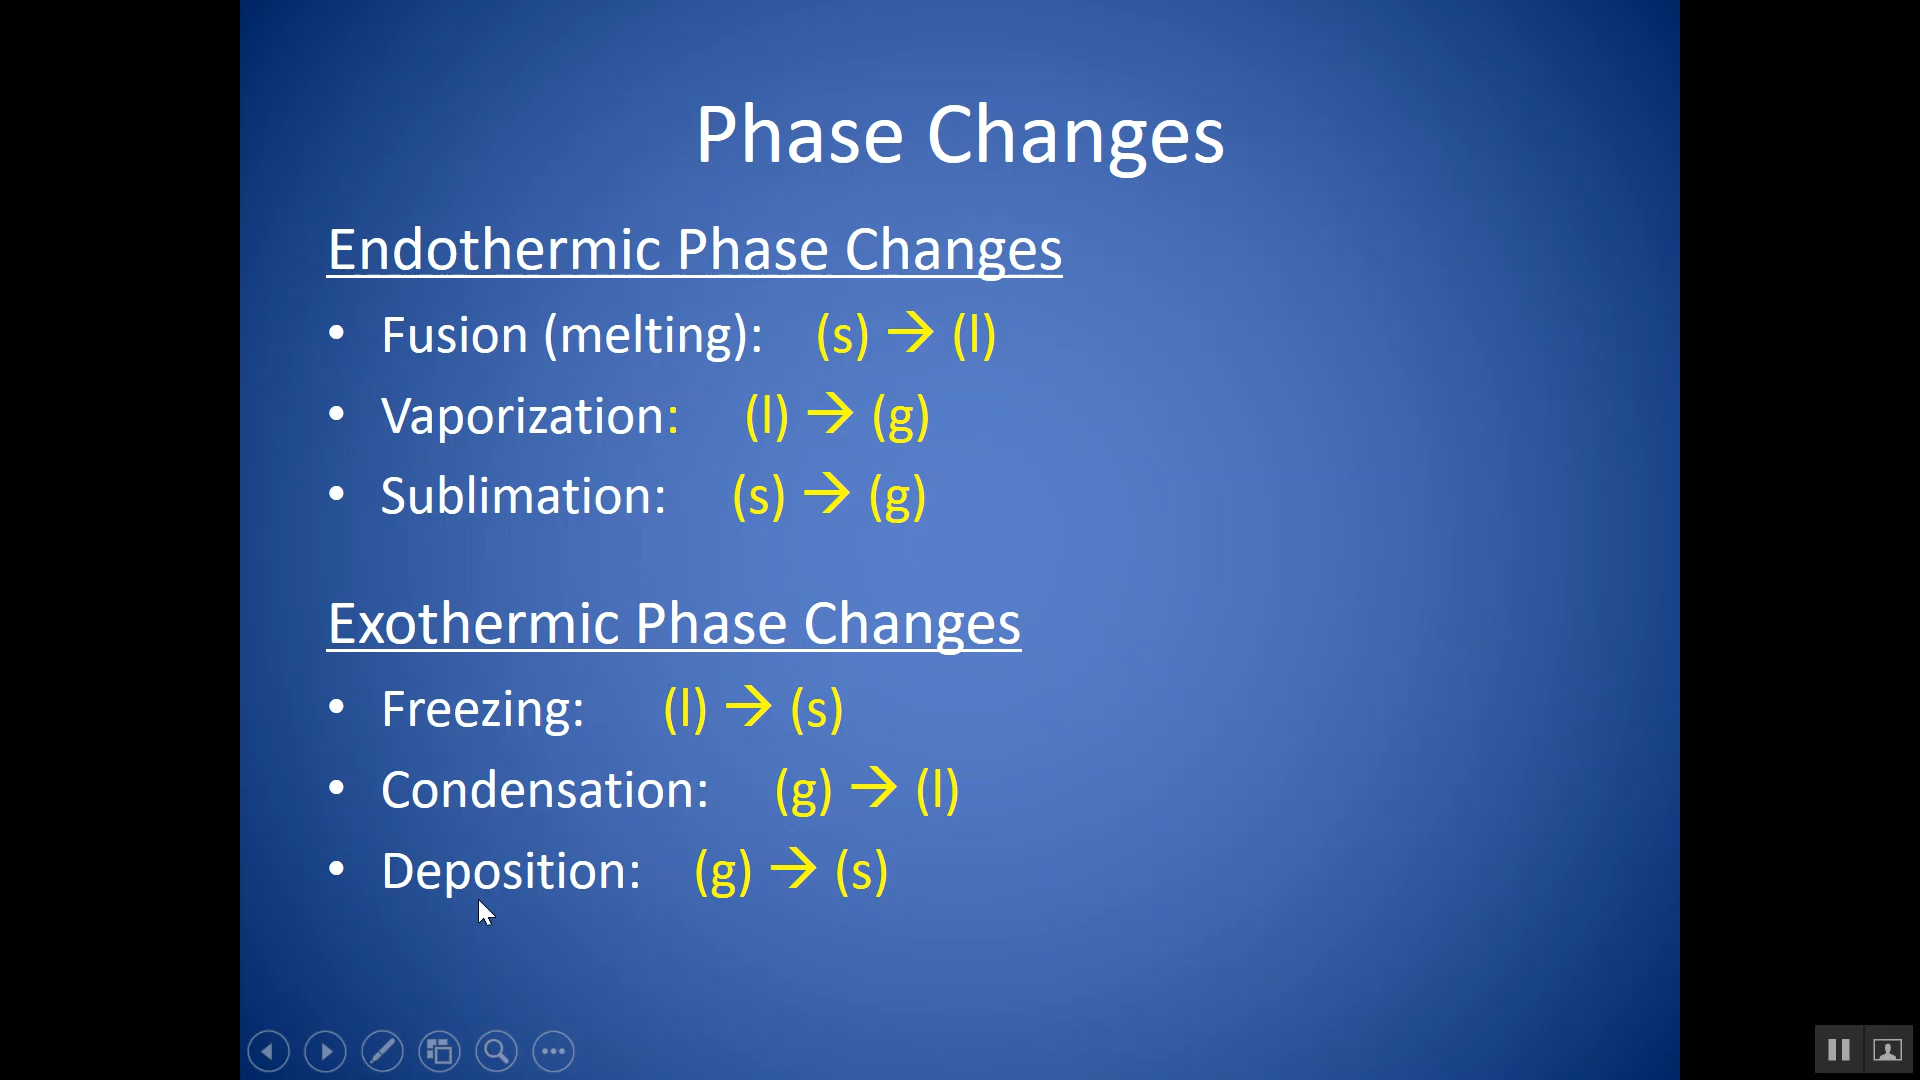 Phase Changes
Endothermic Phase Changes
• Fusion (melting): (s) → (l)
• Vaporization: (l) → (g)
• Sublimation: (s) → (g)
Exothermic Phase Changes
• Freezing: (l) → (s)
• Condensation: (g) → (l)
• Deposition: (g) → (s)